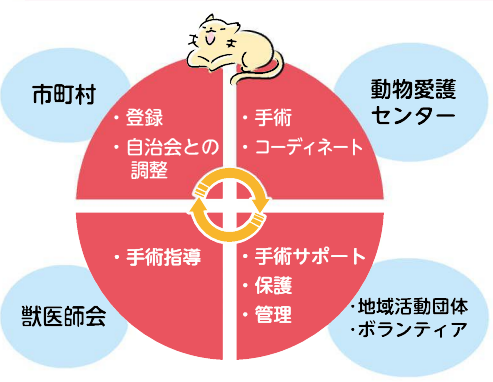 市町村
・登録
・自治会との
調整
動物愛護
センター
・手術
・コーディネート
獣医師会
・手術指導
・手術サポート
・保護
・管理
・地域活動団体
・ボランティア